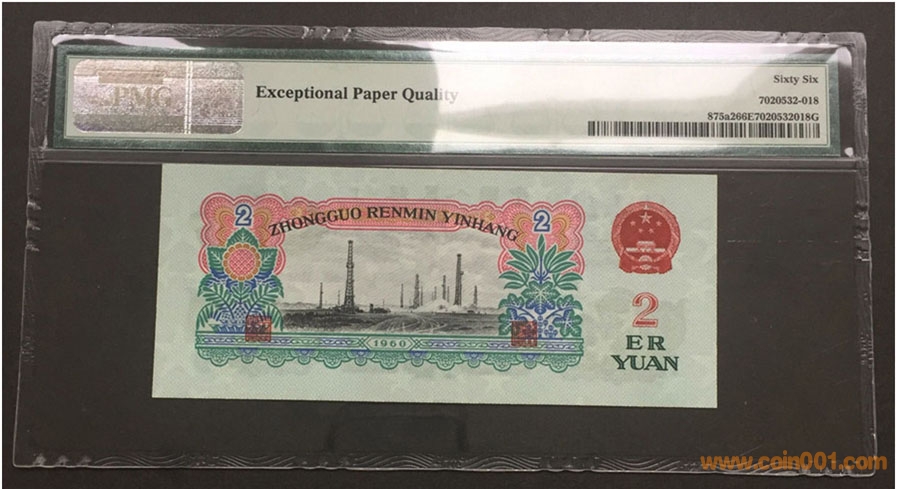 PMG
Exceptional Paper Quality
Sixty Six
7020532-018
875a266E7020532018G
2 ZHONGGUO RENMIN YINHANG 2
2
ER
YUAN
1960
www.coin001.com